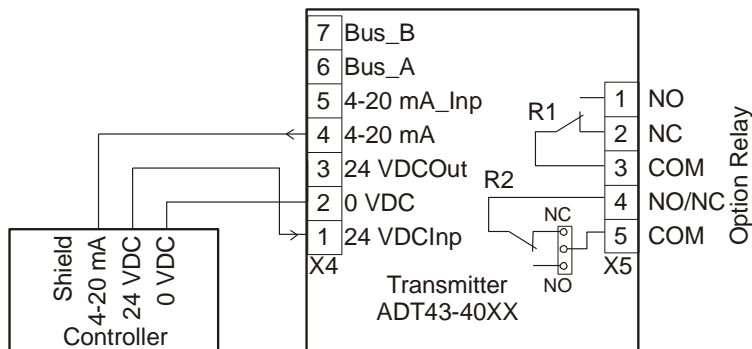 7 Bus_B
6 Bus_A
5 4-20 mA_Inp
4 4-20 mA
3 24 VDCOut
2 0 VDC
1 24 VDCInp
X4
R1
R2
NC
NO
1 NO
2 NC
3 COM
4 NO/NC
5 COM
X5
Option Relay
Transmitter
ADT43-40XX
Shield
4-20 mA
24 VDC
0 VDC
Controller